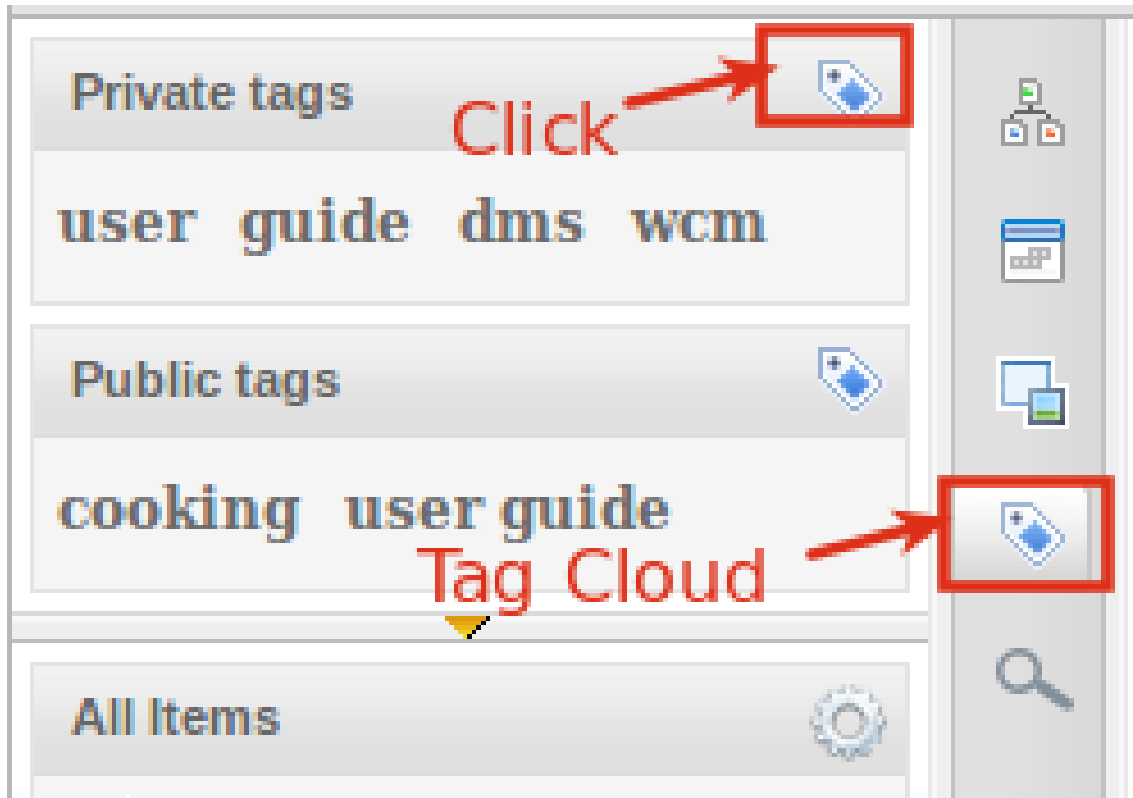 Private tags
Click
user guide dms wcm
Public tags
cooking user guide
Tag Cloud
All Items